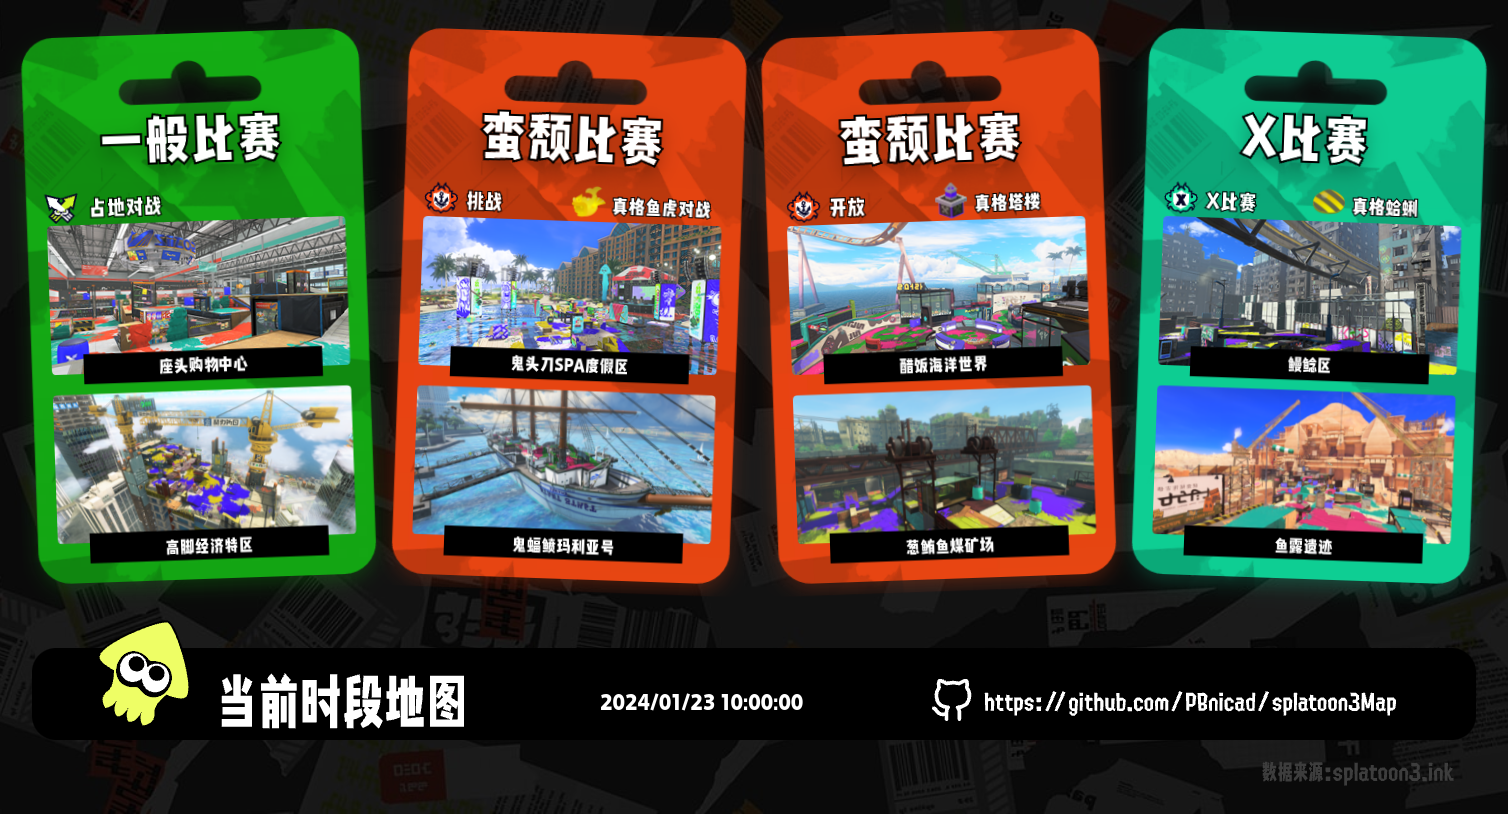 一般比赛
占地对战
座头购物中心
高脚经济特区
蛮颓比赛
挑战
真格鱼虎对战
鬼头刀SPA度假区
鬼蝠鲼玛利亚号
蛮颓比赛
开放
真格塔楼
醋饭海洋世界
葱鲔鱼煤矿场
X比赛
X比赛
真格蛤蜊
鳗鲶区
鱼露遗迹
当前时段地图
2024/01/23 10:00:00
https://github.com/PBnicad/splatoon3Map
数据来源:splatoon3.ink